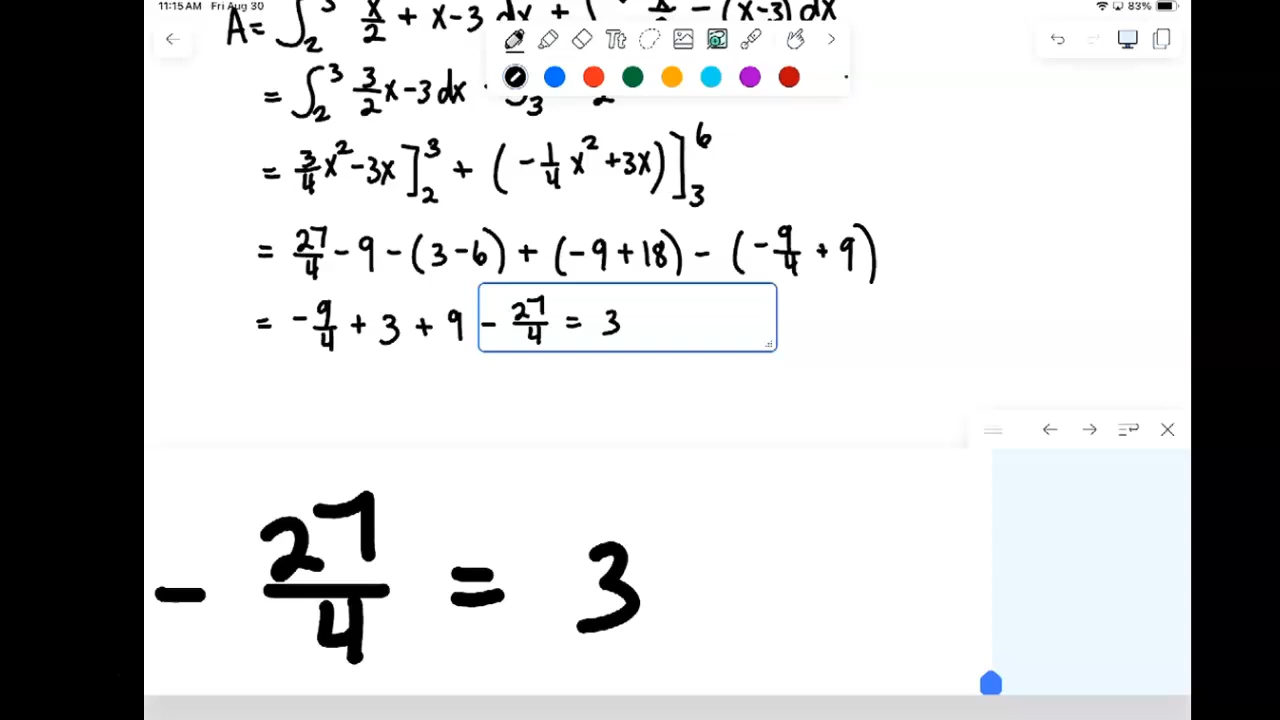 11:15 AM Fri Aug 30 83%
A= ∫₂³ x/2 + x-3 dx +
Tt
= ∫₂³ 3/2 x - 3 dx
= 3/4 x² - 3x ]₂³ + ( - 1/4 x² + 3x) ]₃⁶
= 27/4 - 9 - (3 - 6) + (-9 + 18) - (- 9/4 + 9)
= - 9/4 + 3 + 9 - 27/4 = 3
- 27/4 = 3